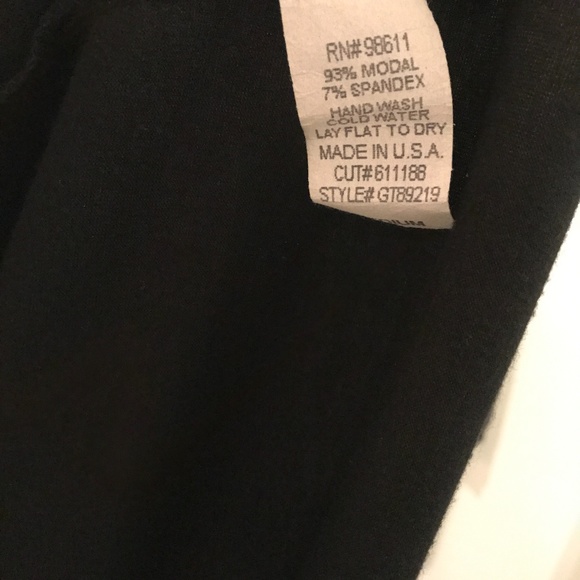 RN#98611
93% MODAL
7% SPANDEX
HAND WASH
COLD WATER
LAY FLAT TO DRY
MADE IN U.S.A.
CUT#611188
STYLE#GT89219